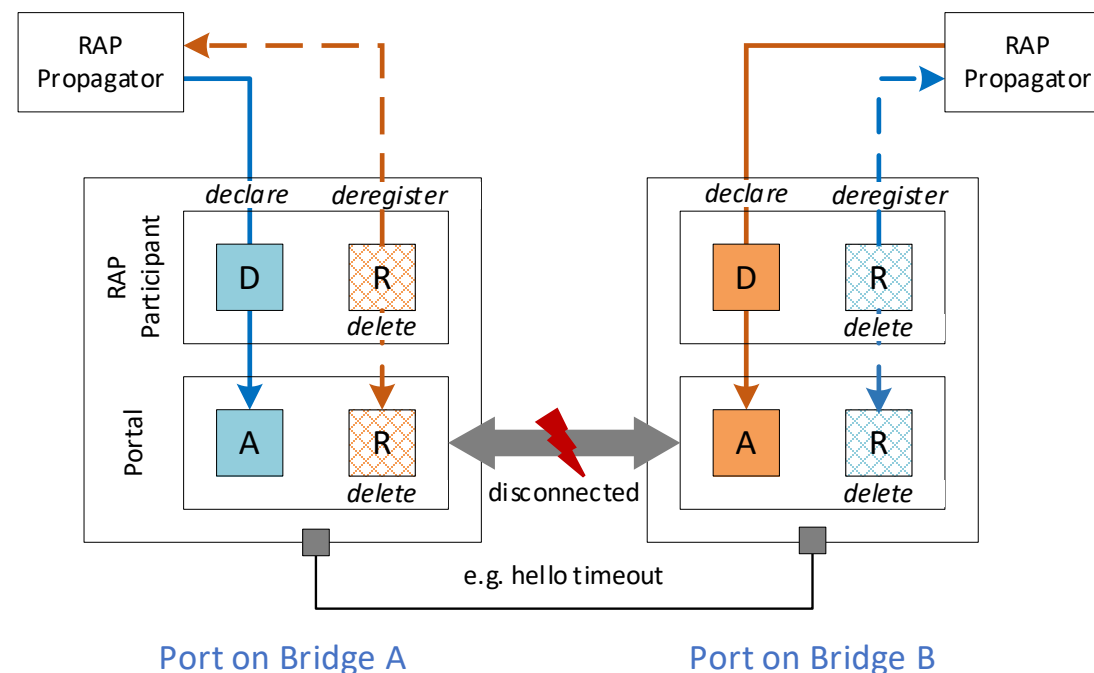 RAP
Propagator
RAP
Propagator
declare
deregister
declare
deregister
RAP
Participant
D
R
delete
D
R
delete
Portal
A
R
delete
disconnected
A
R
delete
e.g. hello timeout
Port on Bridge A
Port on Bridge B